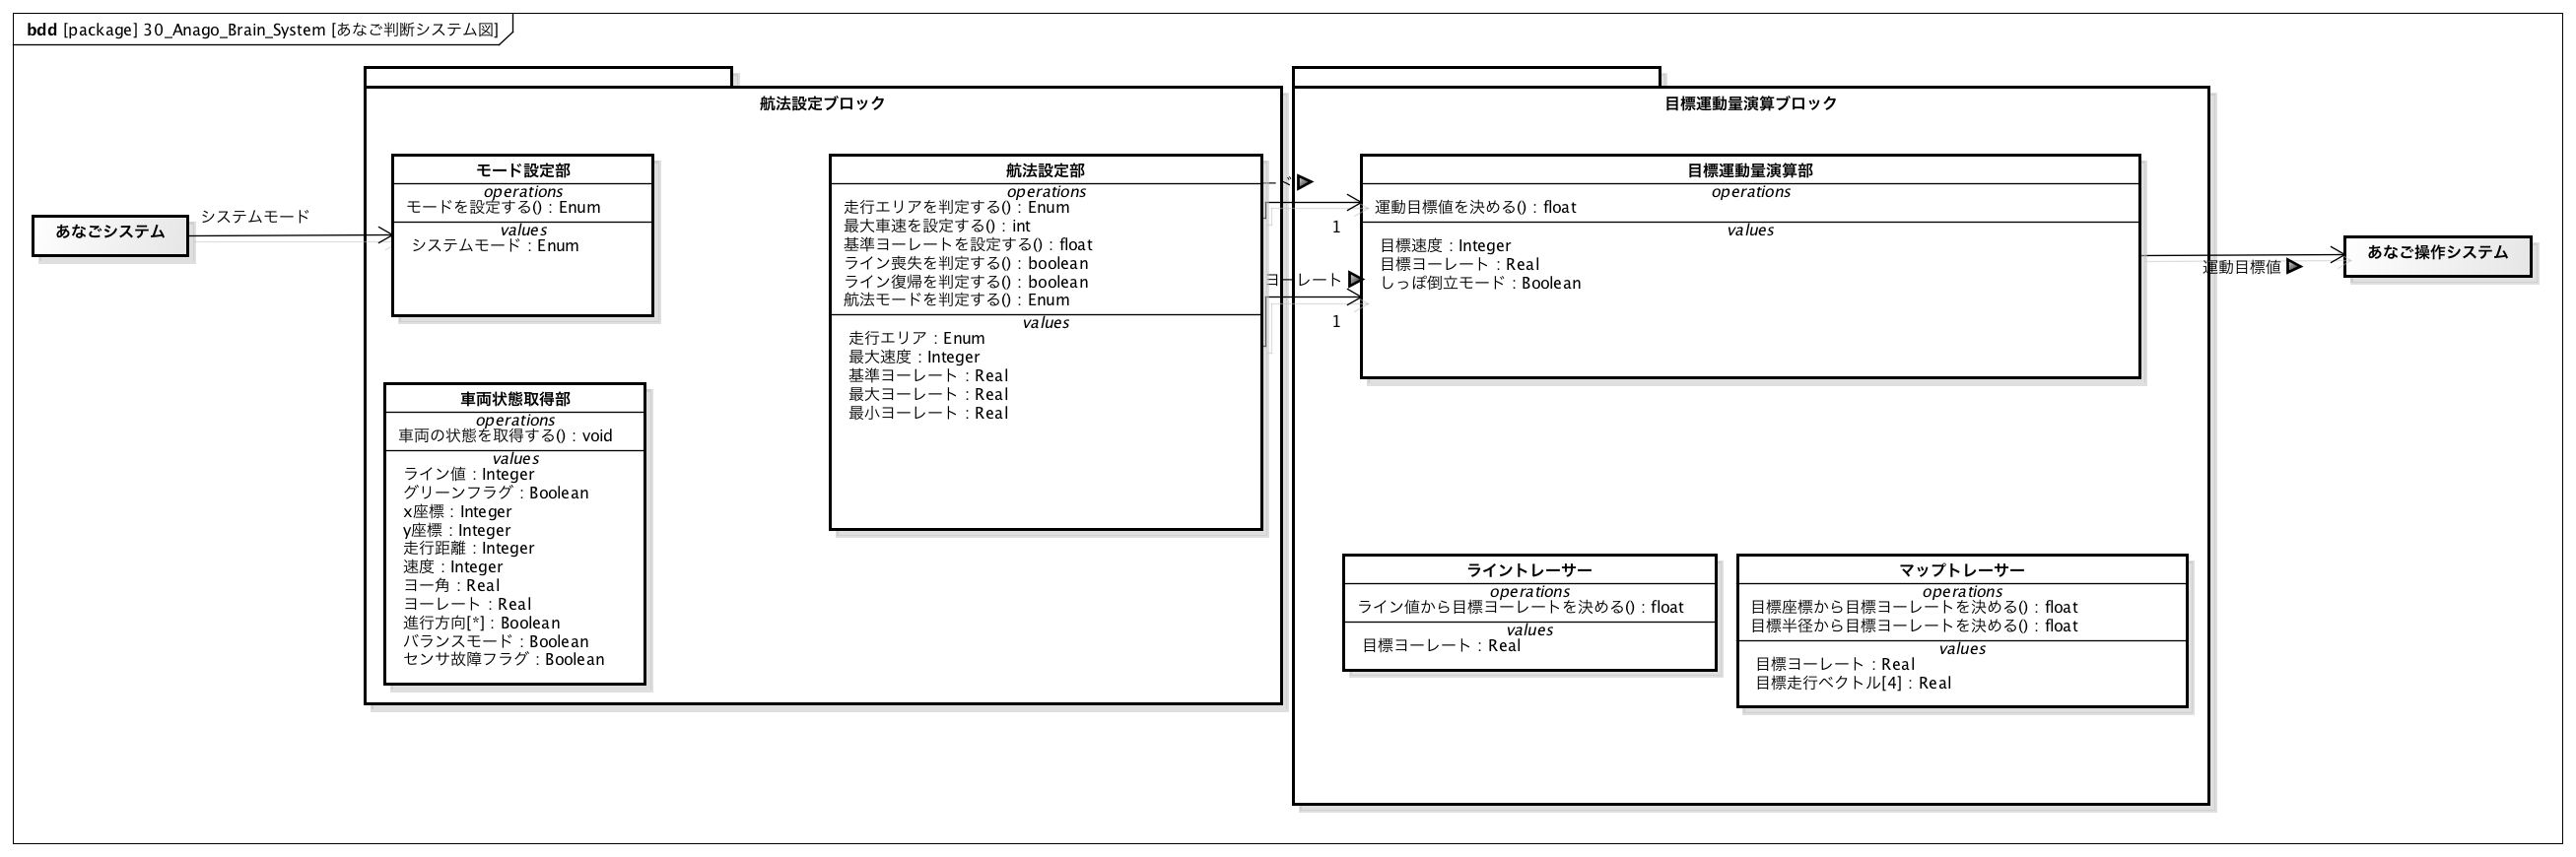 bdd [package] 30_Anago_Brain_System [あなご判断システム図]
あなごシステム
システムモード
航法設定ブロック
モード設定部
operations
モードを設定する() : Enum
values
システムモード : Enum
車両状態取得部
operations
車両の状態を取得する() : void
values
ライン値 : Integer
グリーンフラグ : Boolean
x座標 : Integer
y座標 : Integer
走行距離 : Integer
速度 : Integer
ヨー角 : Real
ヨーレート : Real
進行方向[*] : Boolean
バランスモード : Boolean
センサ故障フラグ : Boolean
航法設定部
operations
走行エリアを判定する() : Enum
最大車速を設定する() : int
基準ヨーレートを設定する() : float
ライン喪失を判定する() : boolean
ライン復帰を判定する() : boolean
航法モードを判定する() : Enum
values
走行エリア : Enum
最大速度 : Integer
基準ヨーレート : Real
最大ヨーレート : Real
最小ヨーレート : Real
1
ヨーレート
1
目標運動量演算ブロック
目標運動量演算部
operations
運動目標値を決める() : float
values
目標速度 : Integer
目標ヨーレート : Real
しっぽ倒立モード : Boolean
ライントレーサー
operations
ライン値から目標ヨーレートを決める() : float
values
目標ヨーレート : Real
マップトレーサー
operations
目標座標から目標ヨーレートを決める() : float
目標半径から目標ヨーレートを決める() : float
values
目標ヨーレート : Real
目標走行ベクトル[4] : Real
運動目標値
あなご操作システム